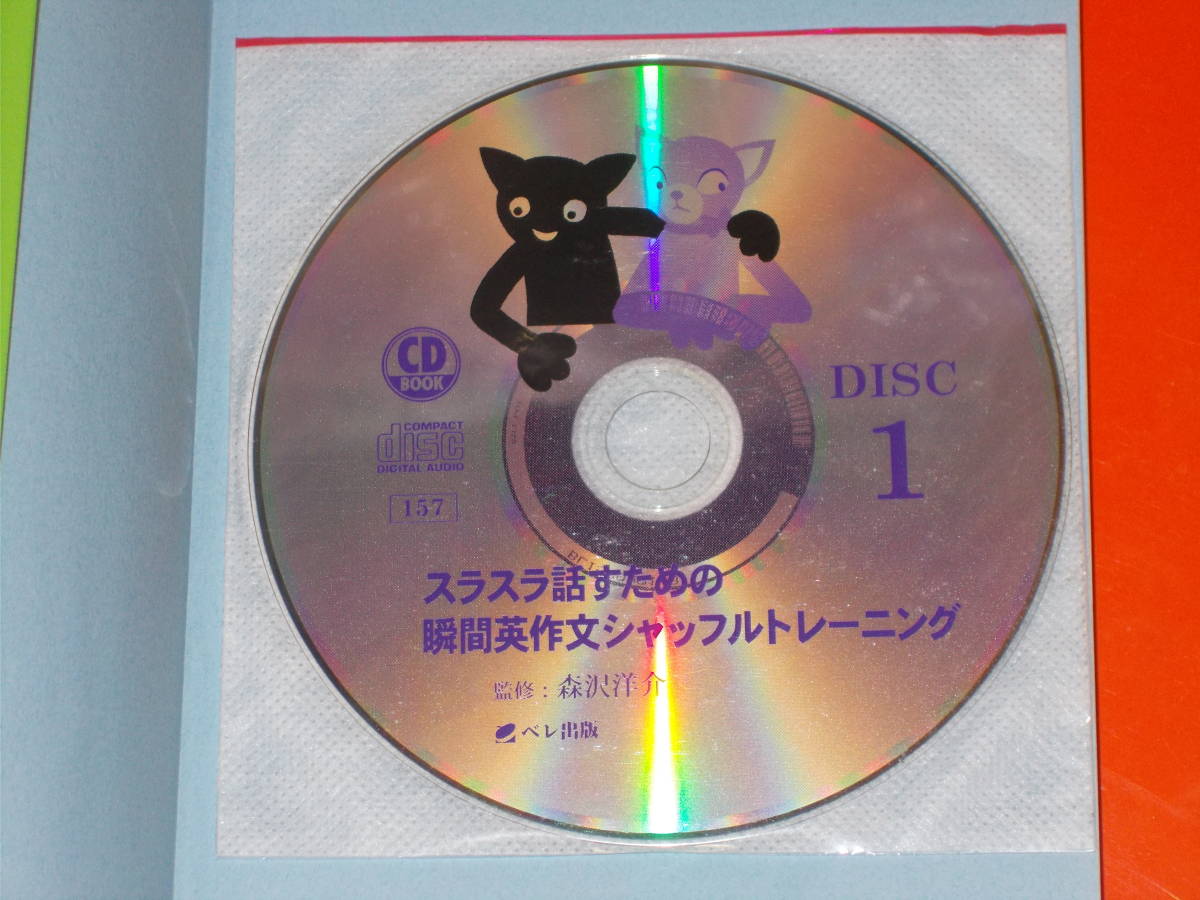 CD
BOOK
COMPACT
disc
DIGITAL AUDIO
157
DISC
1
スラスラ話すための
瞬間英作文シャッフルトレーニング
監修：森沢洋介
ベレ出版